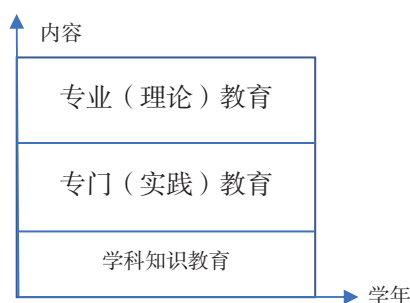 内容
专业（理论）教育
专门（实践）教育
学科知识教育
学年